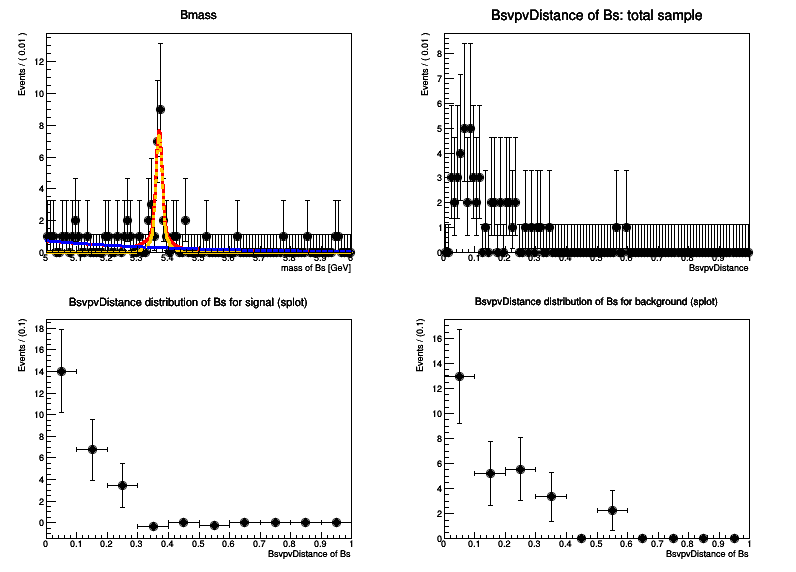 Bmass
Events / ( 0.01 )
12
10
8
6
4
2
0
5 5.1 5.2 5.3 5.4 5.5 5.6 5.7 5.8 5.9 6
mass of Bs [GeV]
BsvpvDistance of Bs: total sample
Events / ( 0.01 )
8
7
6
5
4
3
2
1
0
0 0.1 0.2 0.3 0.4 0.5 0.6 0.7 0.8 0.9 1
BsvpvDistance
BsvpvDistance distribution of Bs for signal (splot)
Events / (0.1)
18
16
14
12
10
8
6
4
2
0
0 0.1 0.2 0.3 0.4 0.5 0.6 0.7 0.8 0.9 1
BsvpvDistance of Bs
BsvpvDistance distribution of Bs for background (splot)
Events / (0.1)
16
14
12
10
8
6
4
2
0
0 0.1 0.2 0.3 0.4 0.5 0.6 0.7 0.8 0.9 1
BsvpvDistance of Bs